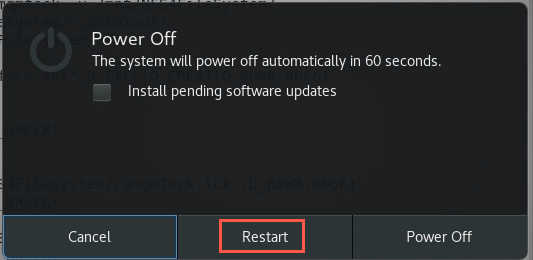 Power Off
The system will power off automatically in 60 seconds.
Install pending software updates
Cancel Restart Power Off